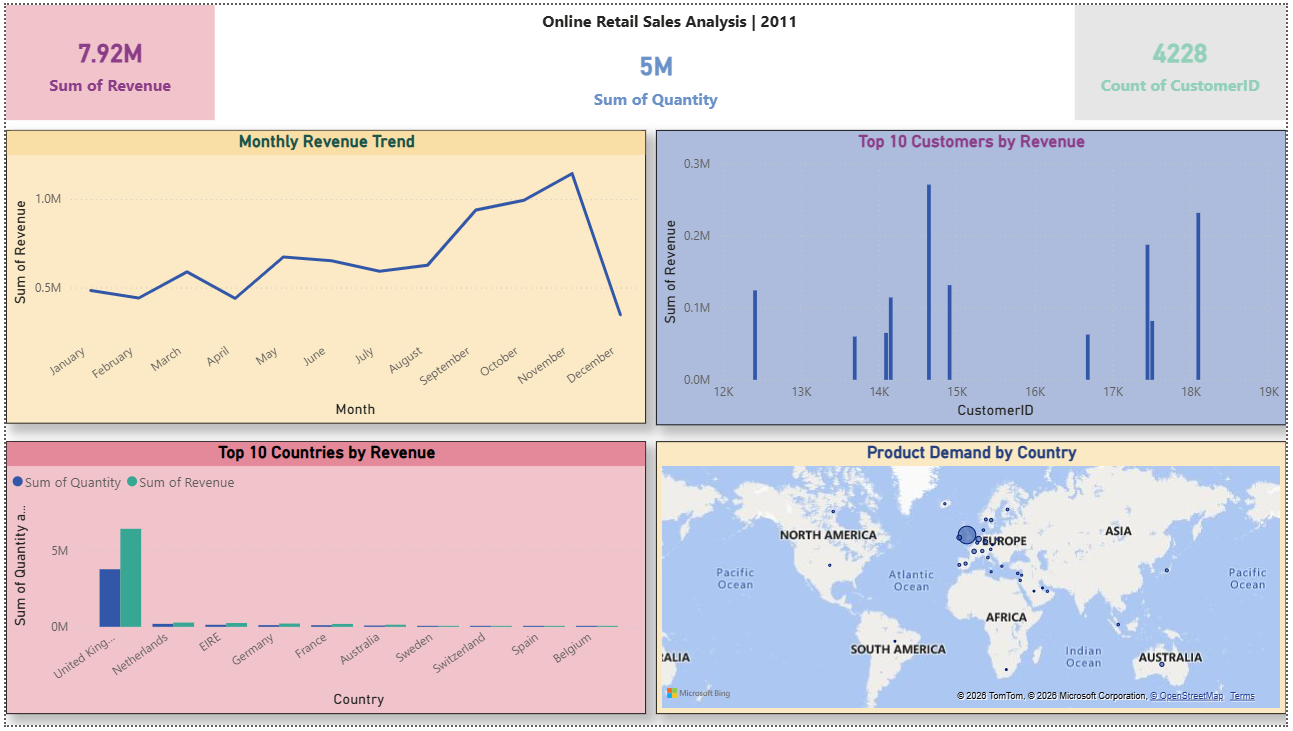 Online Retail Sales Analysis | 2011
7.92M
Sum of Revenue
5M
Sum of Quantity
4228
Count of CustomerID
Monthly Revenue Trend
Sum of Revenue
1.0M
0.5M
January
February
March
April
May
June
July
August
September
October
November
December
Month
Top 10 Customers by Revenue
Sum of Revenue
0.3M
0.2M
0.1M
0.0M
12K
13K
14K
15K
16K
17K
18K
19K
CustomerID
Top 10 Countries by Revenue
Sum of Quantity
Sum of Revenue
Sum of Quantity a...
5M
0M
United King...
Netherlands
EIRE
Germany
France
Australia
Sweden
Switzerland
Spain
Belgium
Country
Product Demand by Country
NORTH AMERICA
EUROPE
ASIA
Pacific
Ocean
Atlantic
Ocean
Pacific
Ocean
AFRICA
SOUTH AMERICA
Indian
Ocean
RALIA
AUSTRALIA
Microsoft Bing
© 2026 TomTom, © 2026 Microsoft Corporation, © OpenStreetMap Terms